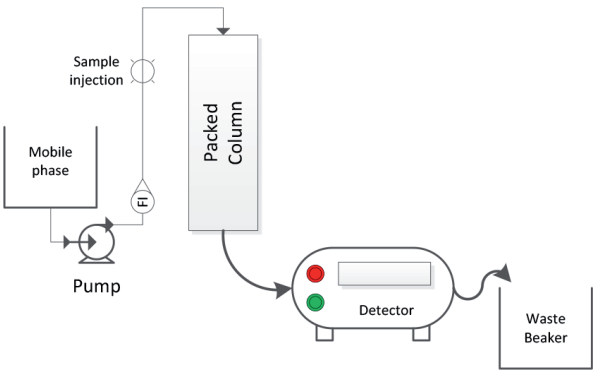 Sample
injection
Mobile
phase
FI
Pump
Packed
Column
Detector
Waste
Beaker